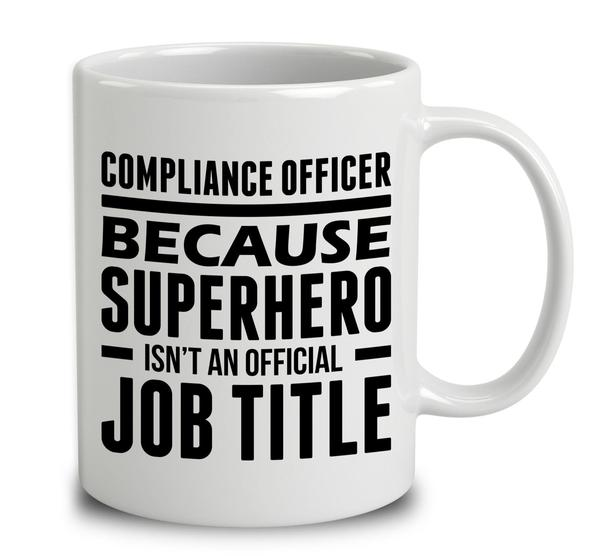 COMPLIANCE OFFICER
BECAUSE
SUPERHERO
ISN'T AN OFFICIAL
JOB TITLE